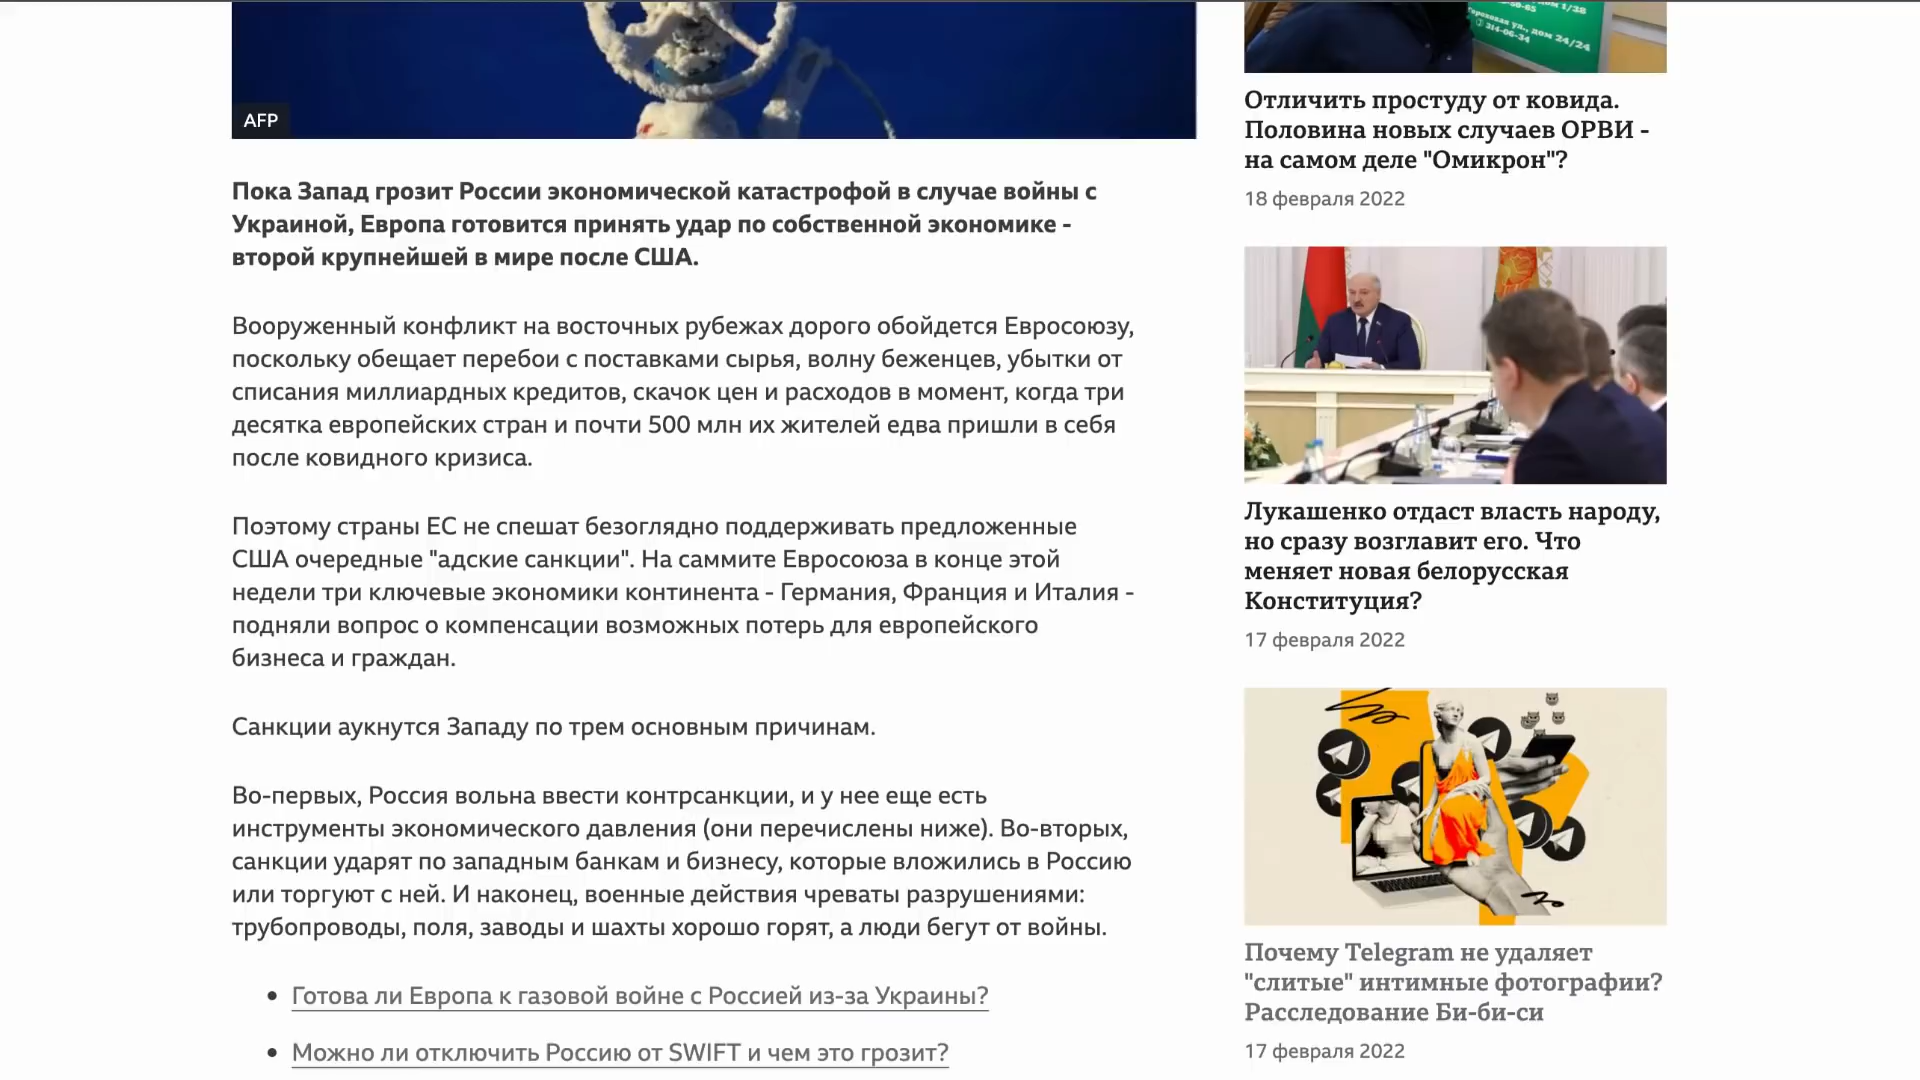 AFP
Пока Запад грозит России экономической катастрофой в случае войны с
Украиной, Европа готовится принять удар по собственной экономике -
второй крупнейшей в мире после США.
Вооруженный конфликт на восточных рубежах дорого обойдется Евросоюзу,
поскольку обещает перебои с поставками сырья, волну беженцев, убытки от
списания миллиардных кредитов, скачок цен и расходов в момент, когда три
десятка европейских стран и почти 500 млн их жителей едва пришли в себя
после ковидного кризиса.
Поэтому страны ЕС не спешат безоглядно поддерживать предложенные
США очередные "адские санкции". На саммите Евросоюза в конце этой
недели три ключевые экономики континента - Германия, Франция и Италия -
подняли вопрос о компенсации возможных потерь для европейского
бизнеса и граждан.
Санкции аукнутся Западу по трем основным причинам.
Во-первых, Россия вольна ввести контрсанкции, и у нее еще есть
инструменты экономического давления (они перечислены ниже). Во-вторых,
санкции ударят по западным банкам и бизнесу, которые вложились в Россию
или торгуют с ней. И наконец, военные действия чреваты разрушениями:
трубопроводы, поля, заводы и шахты хорошо горят, а люди бегут от войны.
Готова ли Европа к газовой войне с Россией из-за Украины?
Можно ли отключить Россию от SWIFT и чем это грозит?
дом 1/38
Гороховая ул., дом 24/24
314-06-34
Отличить простуду от ковида.
Половина новых случаев ОРВИ -
на самом деле "Омикрон"?
18 февраля 2022
Лукашенко отдаст власть народу,
но сразу возглавит его. Что
меняет новая белорусская
Конституция?
17 февраля 2022
Почему Telegram не удаляет
"слитые" интимные фотографии?
Расследование Би-би-си
17 февраля 2022